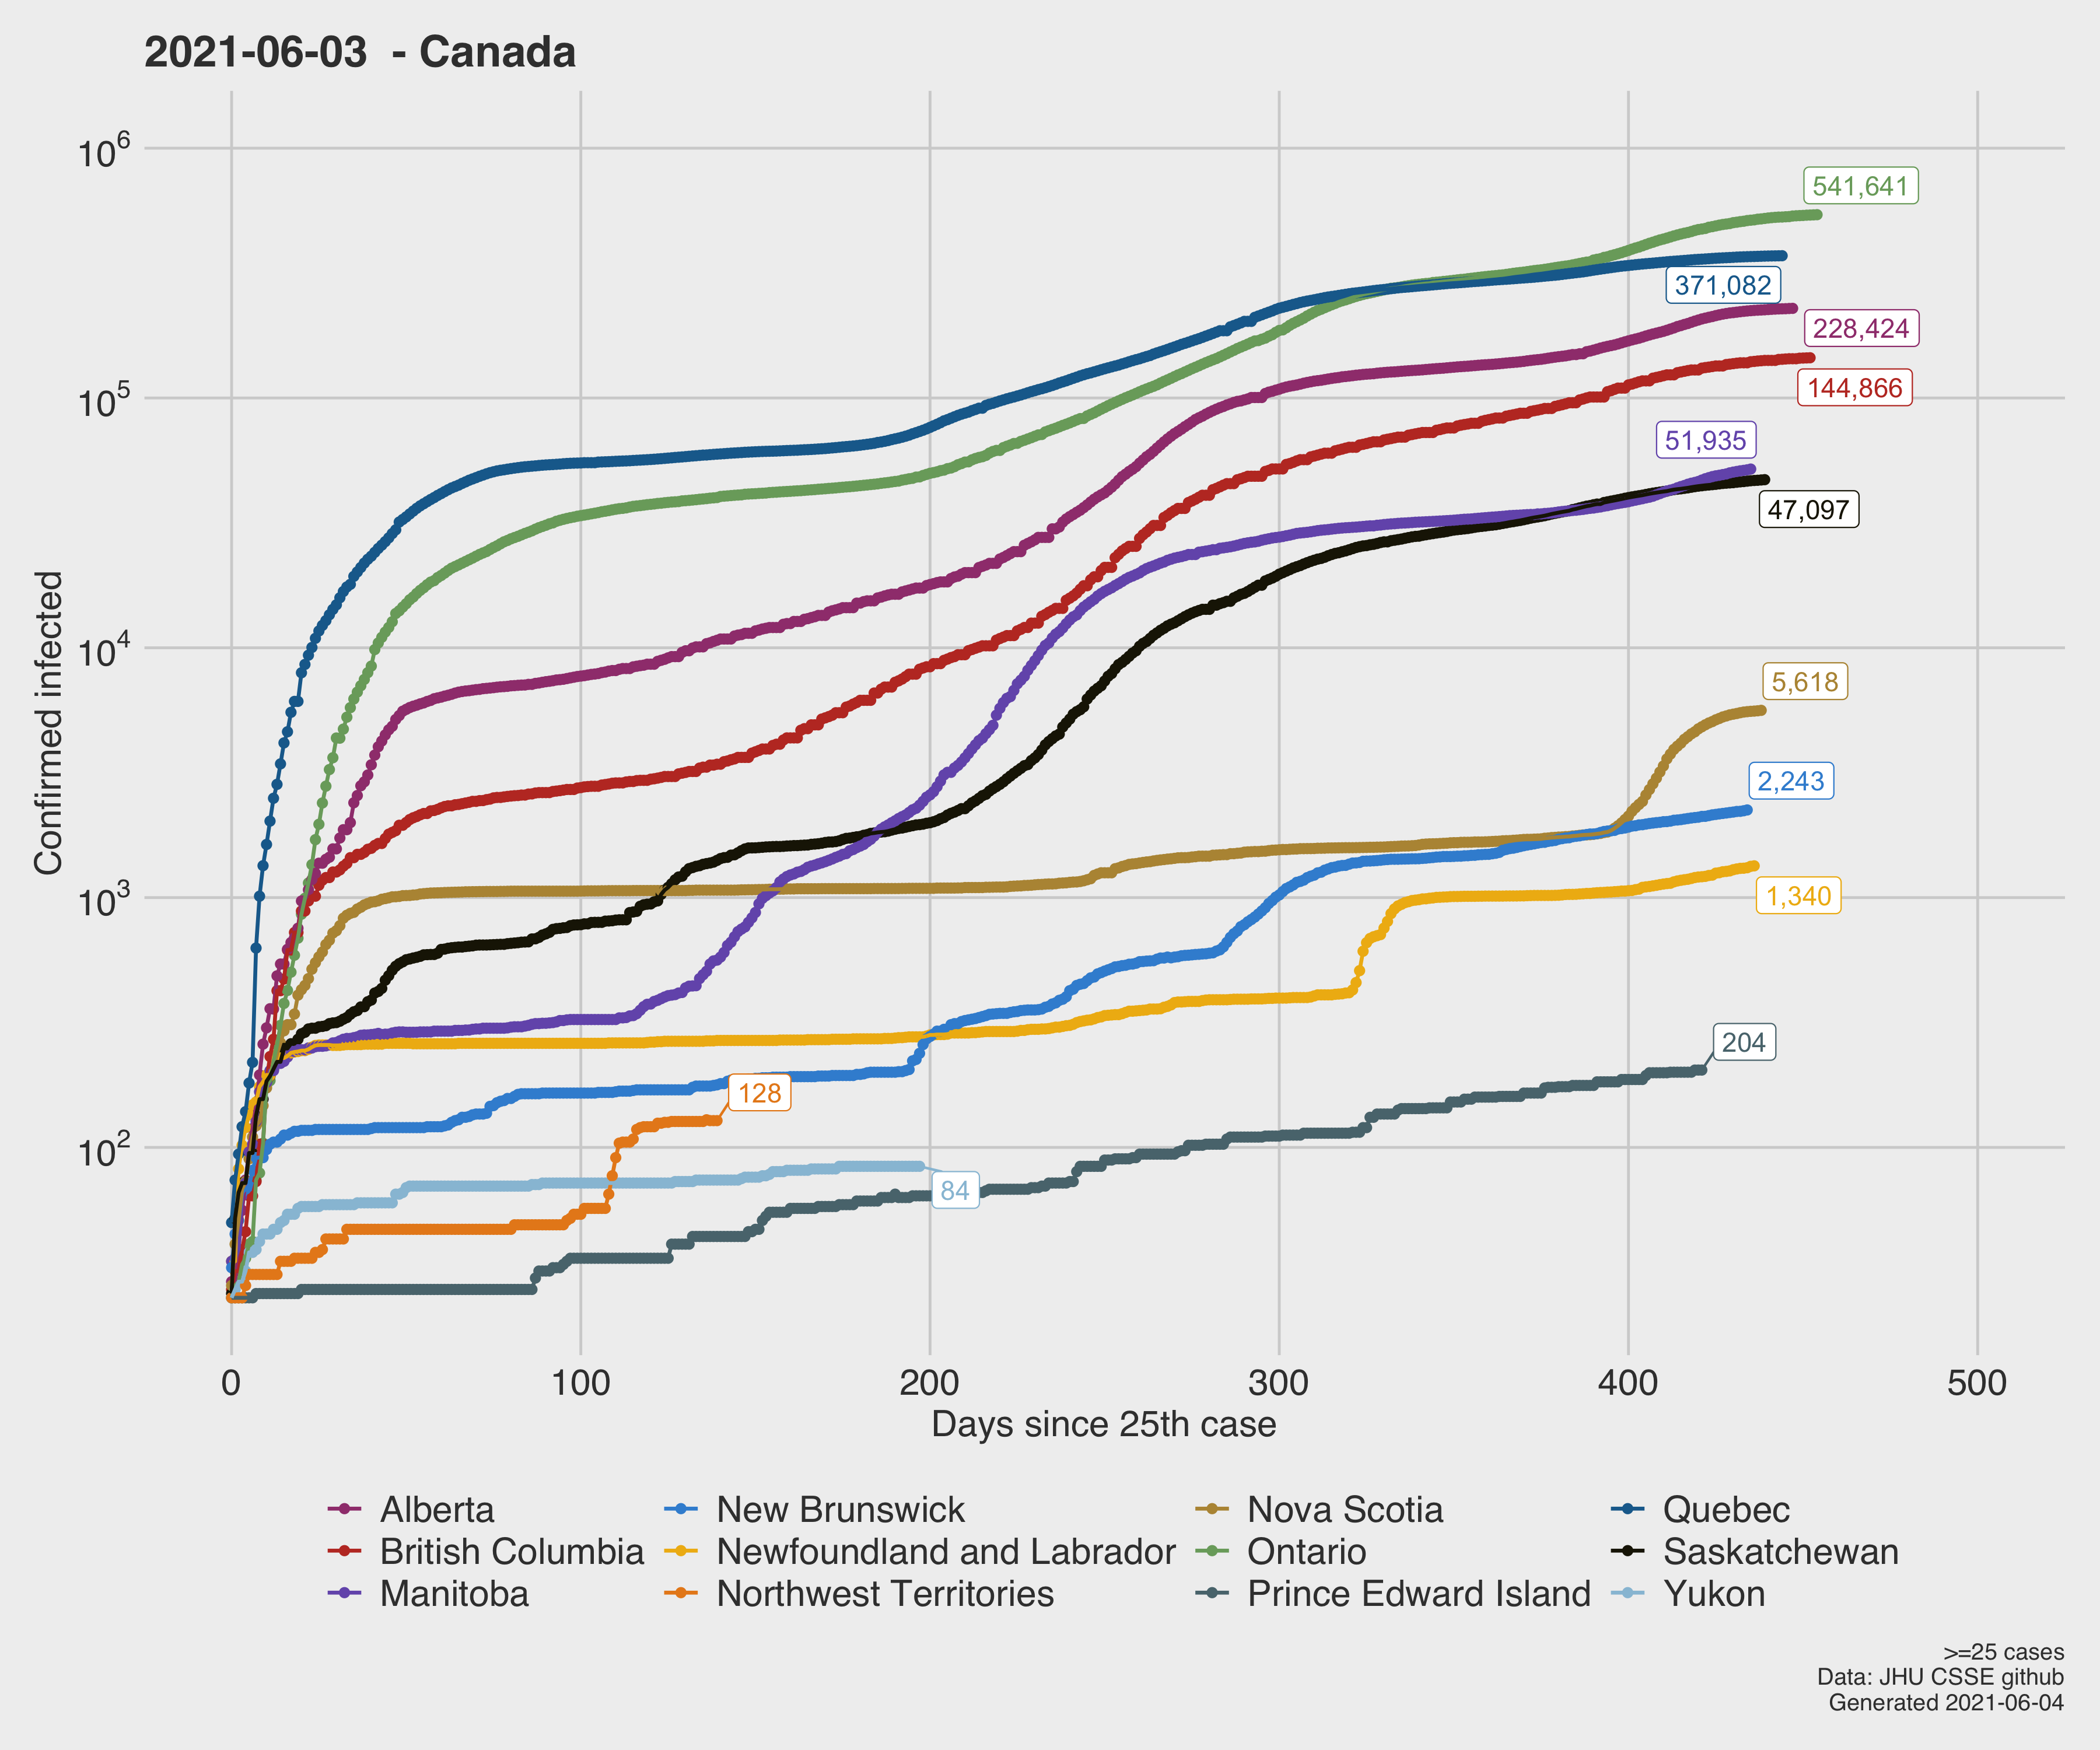 2021-06-03  - Canada
10^6
10^5
10^4
10^3
10^2
Confirmed infected
541,641
371,082
228,424
144,866
51,935
47,097
5,618
2,243
1,340
204
128
84
0 100 200 300 400 500
Days since 25th case
Alberta New Brunswick Nova Scotia Quebec
British Columbia Newfoundland and Labrador Ontario Saskatchewan
Manitoba Northwest Territories Prince Edward Island Yukon
>=25 cases
Data: JHU CSSE github
Generated 2021-06-04